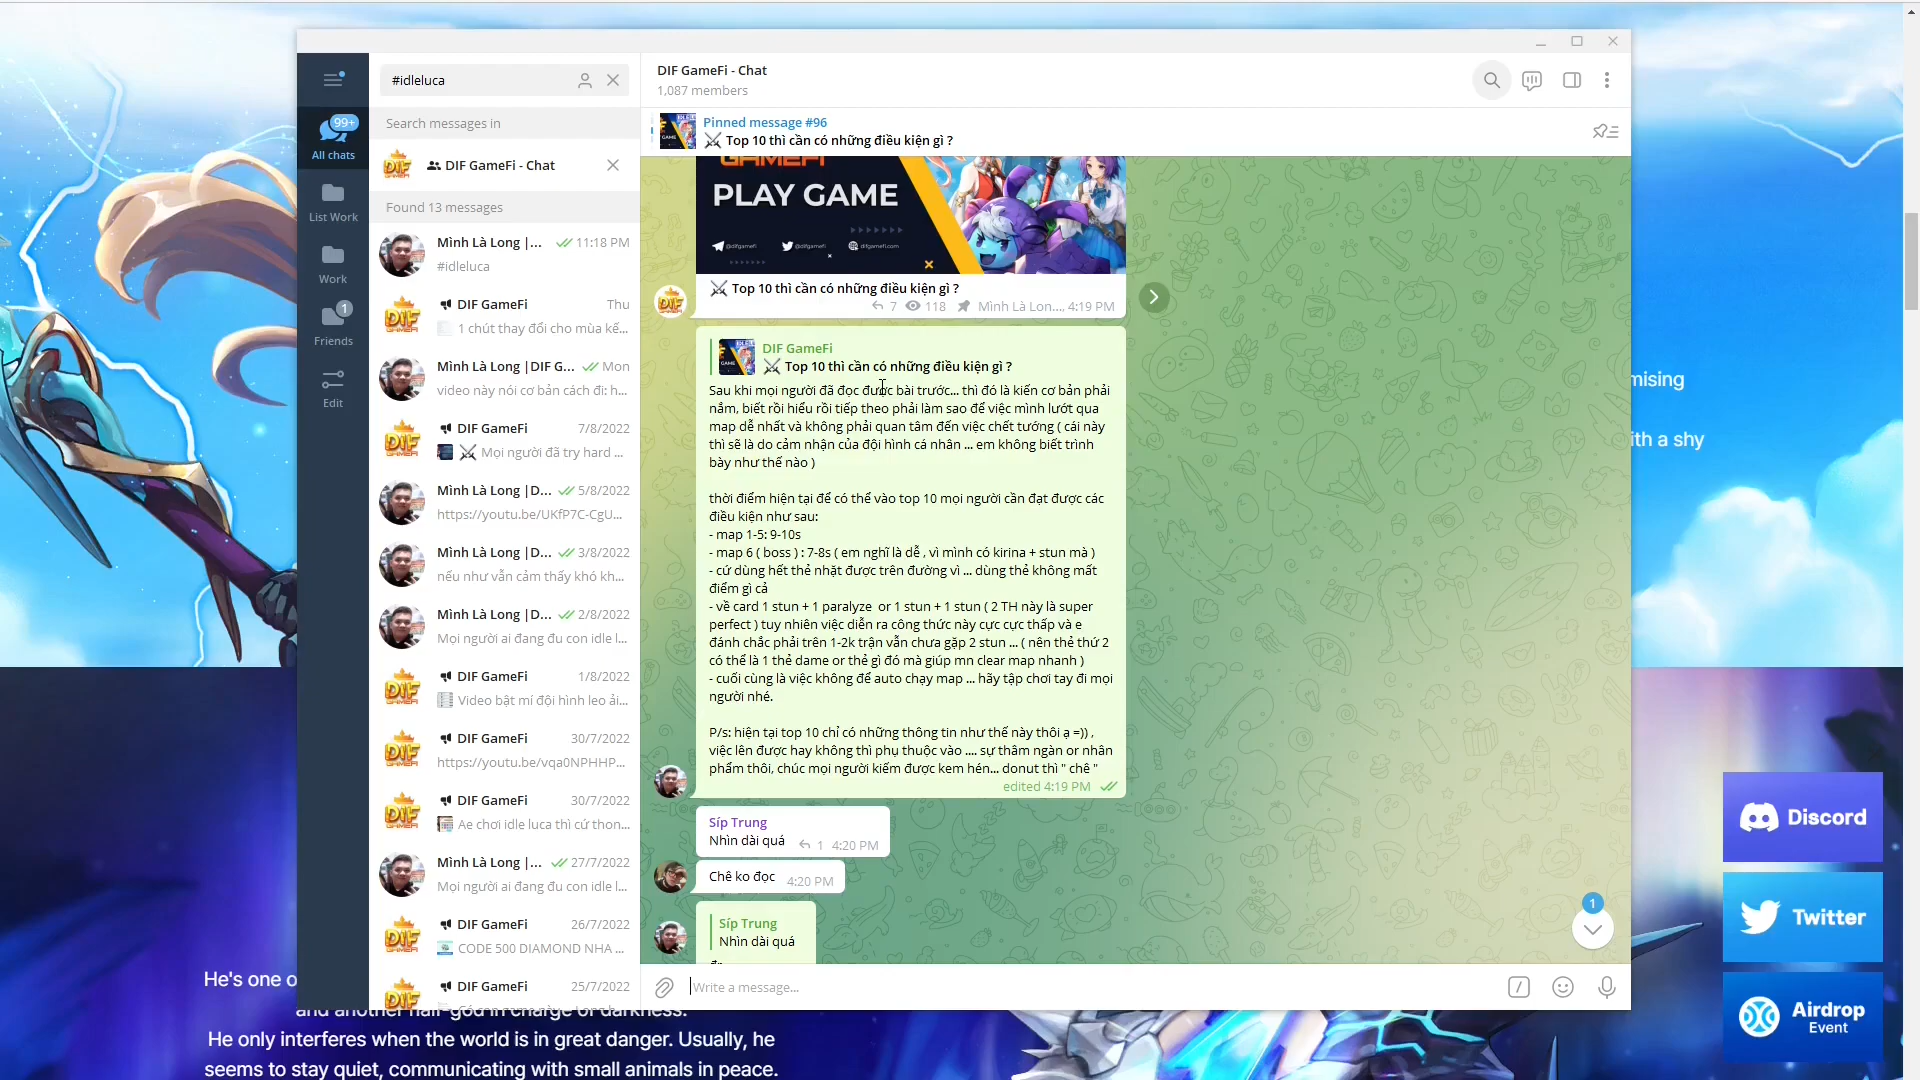 #idleluca
DIF GameFi - Chat
1,087 members
99+
All chats
Search messages in
Pinned message #96
Top 10 thì cần có những điều kiện gì ?
DIF GameFi - Chat
List Work
Found 13 messages
Mình Là Long |... 11:18 PM
#idleluca
Work
DIF GameFi Thu
1 chút thay đổi cho mùa kế...
1
Friends
Mình Là Long |DIF G... Mon
video này nói cơ bản cách đi: h...
Edit
DIF GameFi 7/8/2022
Mọi người đã try hard ...
Mình Là Long |D... 5/8/2022
https://youtu.be/UKfP7C-CgU...
Mình Là Long |D... 3/8/2022
nếu như vẫn cảm thấy khó kh...
Mình Là Long |D... 2/8/2022
Mọi người ai đang đu con idle l...
DIF GameFi 1/8/2022
Video bật mí đội hình leo ải...
DIF GameFi 30/7/2022
https://youtu.be/vqa0NPHHP...
DIF GameFi 30/7/2022
Ae chơi idle luca thì cứ thon...
Mình Là Long |... 27/7/2022
Mọi người ai đang đu con idle l...
DIF GameFi 26/7/2022
CODE 500 DIAMOND NHA ...
DIF GameFi 25/7/2022
GAMEFI
PLAY GAME
@difgamefi @difgamefi difgamefi.com
Top 10 thì cần có những điều kiện gì ?
7 118 Mình Là Lon..., 4:19 PM
DIF GameFi
Top 10 thì cần có những điều kiện gì ?
Sau khi mọi người đã đọc được bài trước... thì đó là kiến cơ bản phải
nắm, biết rồi hiểu rồi tiếp theo phải làm sao để việc mình lướt qua
map dễ nhất và không phải quan tâm đến việc chết tướng ( cái này
thì sẽ là do cảm nhận của đội hình cá nhân ... em không biết trình
bày như thế nào )
thời điểm hiện tại để có thể vào top 10 mọi người cần đạt được các
điều kiện như sau:
- map 1-5: 9-10s
- map 6 ( boss ) : 7-8s ( em nghĩ là dễ , vì mình có kirina + stun mà )
- cứ dùng hết thẻ nhặt được trên đường vì ... dùng thẻ không mất
điểm gì cả
- về card 1 stun + 1 paralyze or 1 stun + 1 stun ( 2 TH này là super
perfect ) tuy nhiên việc diễn ra công thức này cực cực thấp và e
đánh chắc phải trên 1-2k trận vẫn chưa gặp 2 stun ... ( nên thẻ thứ 2
có thể là 1 thẻ dame or thẻ gì đó mà giúp mn clear map nhanh )
- cuối cùng là việc không để auto chạy map ... hãy tập chơi tay đi mọi
người nhé.
P/s: hiện tại top 10 chỉ có những thông tin như thế này thôi ạ =)) ,
việc lên được hay không thì phụ thuộc vào .... sự thâm ngàn or nhân
phẩm thôi, chúc mọi người kiếm được kem hén... donut thì " chê "
edited 4:19 PM
Síp Trung
Nhìn dài quá 1 4:20 PM
Chê ko đọc 4:20 PM
Síp Trung
Nhìn dài quá
1
Write a message...
mising
ith a shy
Discord
Twitter
Airdrop
Event
He's one o
and another half-god in charge of darkness.
He only interferes when the world is in great danger. Usually, he
seems to stay quiet, communicating with small animals in peace.